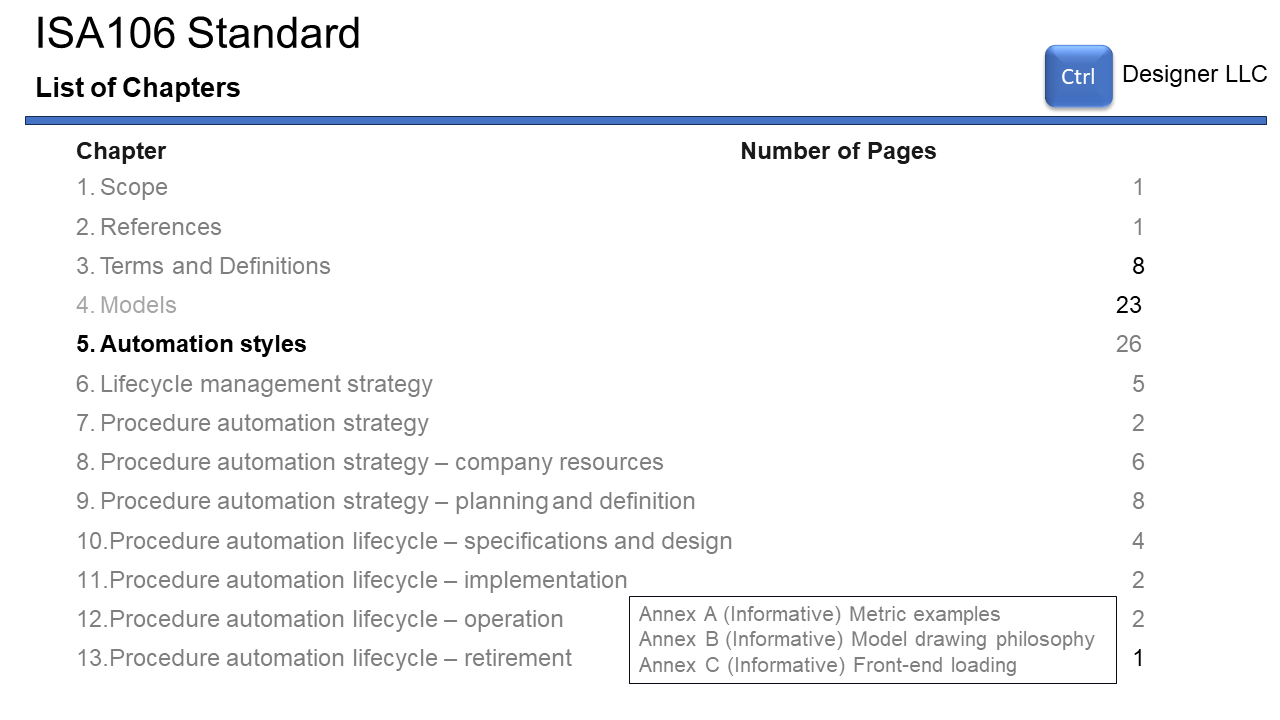 ISA106 Standard
List of Chapters
Ctrl Designer LLC
Chapter Number of Pages
1. Scope 1
2. References 1
3. Terms and Definitions 8
4. Models 23
5. Automation styles 26
6. Lifecycle management strategy 5
7. Procedure automation strategy 2
8. Procedure automation strategy – company resources 6
9. Procedure automation strategy – planning and definition 8
10.Procedure automation lifecycle – specifications and design 4
11.Procedure automation lifecycle – implementation 2
12.Procedure automation lifecycle – operation 2
13.Procedure automation lifecycle – retirement 1
Annex A (Informative) Metric examples
Annex B (Informative) Model drawing philosophy
Annex C (Informative) Front-end loading